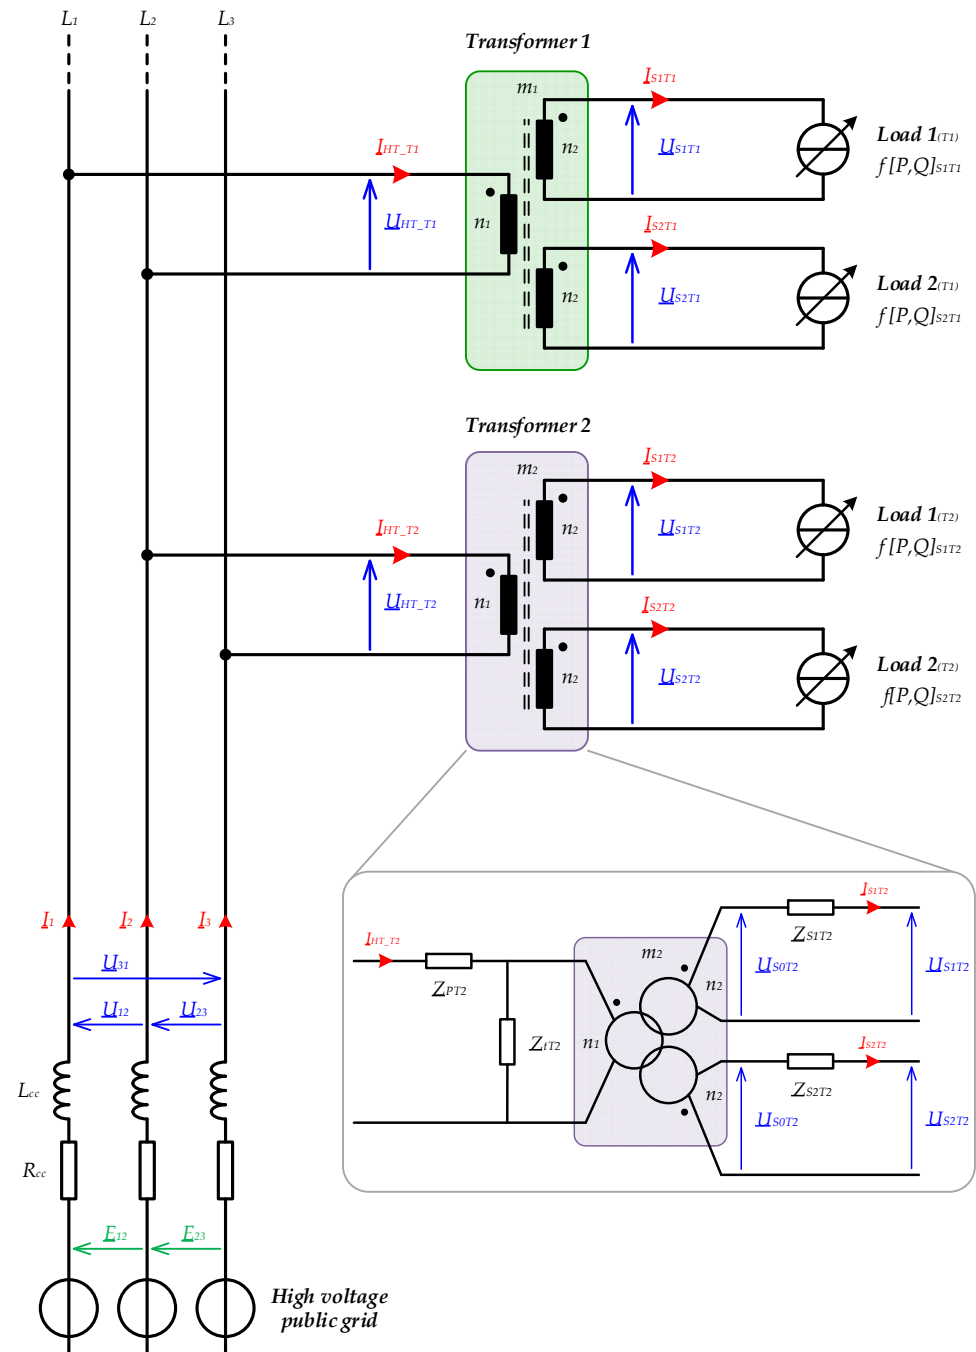 L1 L2 L3
Transformer 1
m1
IHT_T1
UHT_T1
n1
n2
n2
IS1T1
US1T1
Load 1(T1)
f[P,Q]S1T1
IS2T1
US2T1
Load 2(T1)
f[P,Q]S2T1
Transformer 2
m2
IHT_T2
UHT_T2
n1
n2
n2
IS1T2
US1T2
Load 1(T2)
f[P,Q]S1T2
IS2T2
US2T2
Load 2(T2)
f[P,Q]S2T2
I1 I2 I3
U31
U12 U23
Lcc
Rcc
E12 E23
High voltage
public grid
IHT_T2
ZPT2
ZtT2
m2
n1
n2
n2
IS1T2
ZS1T2
US0T2
US1T2
IS2T2
ZS2T2
US0T2
US2T2